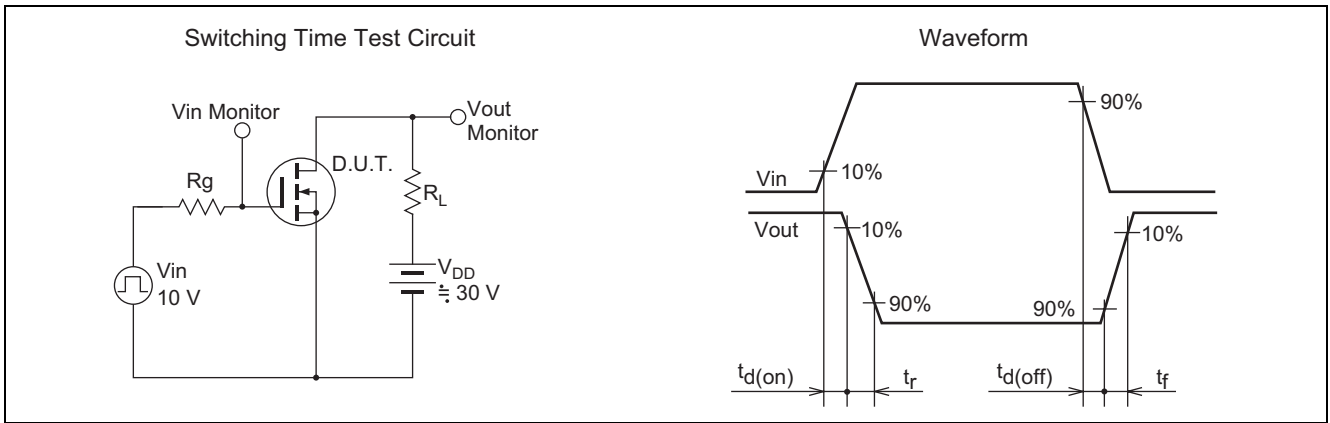 Switching Time Test Circuit
Vin Monitor
Vout
Monitor
D.U.T.
Rg
RL
Vin
10 V
VDD
≒ 30 V
Waveform
90%
10%
Vin
Vout
10%
10%
90%
90%
td(on)
tr
td(off)
tf